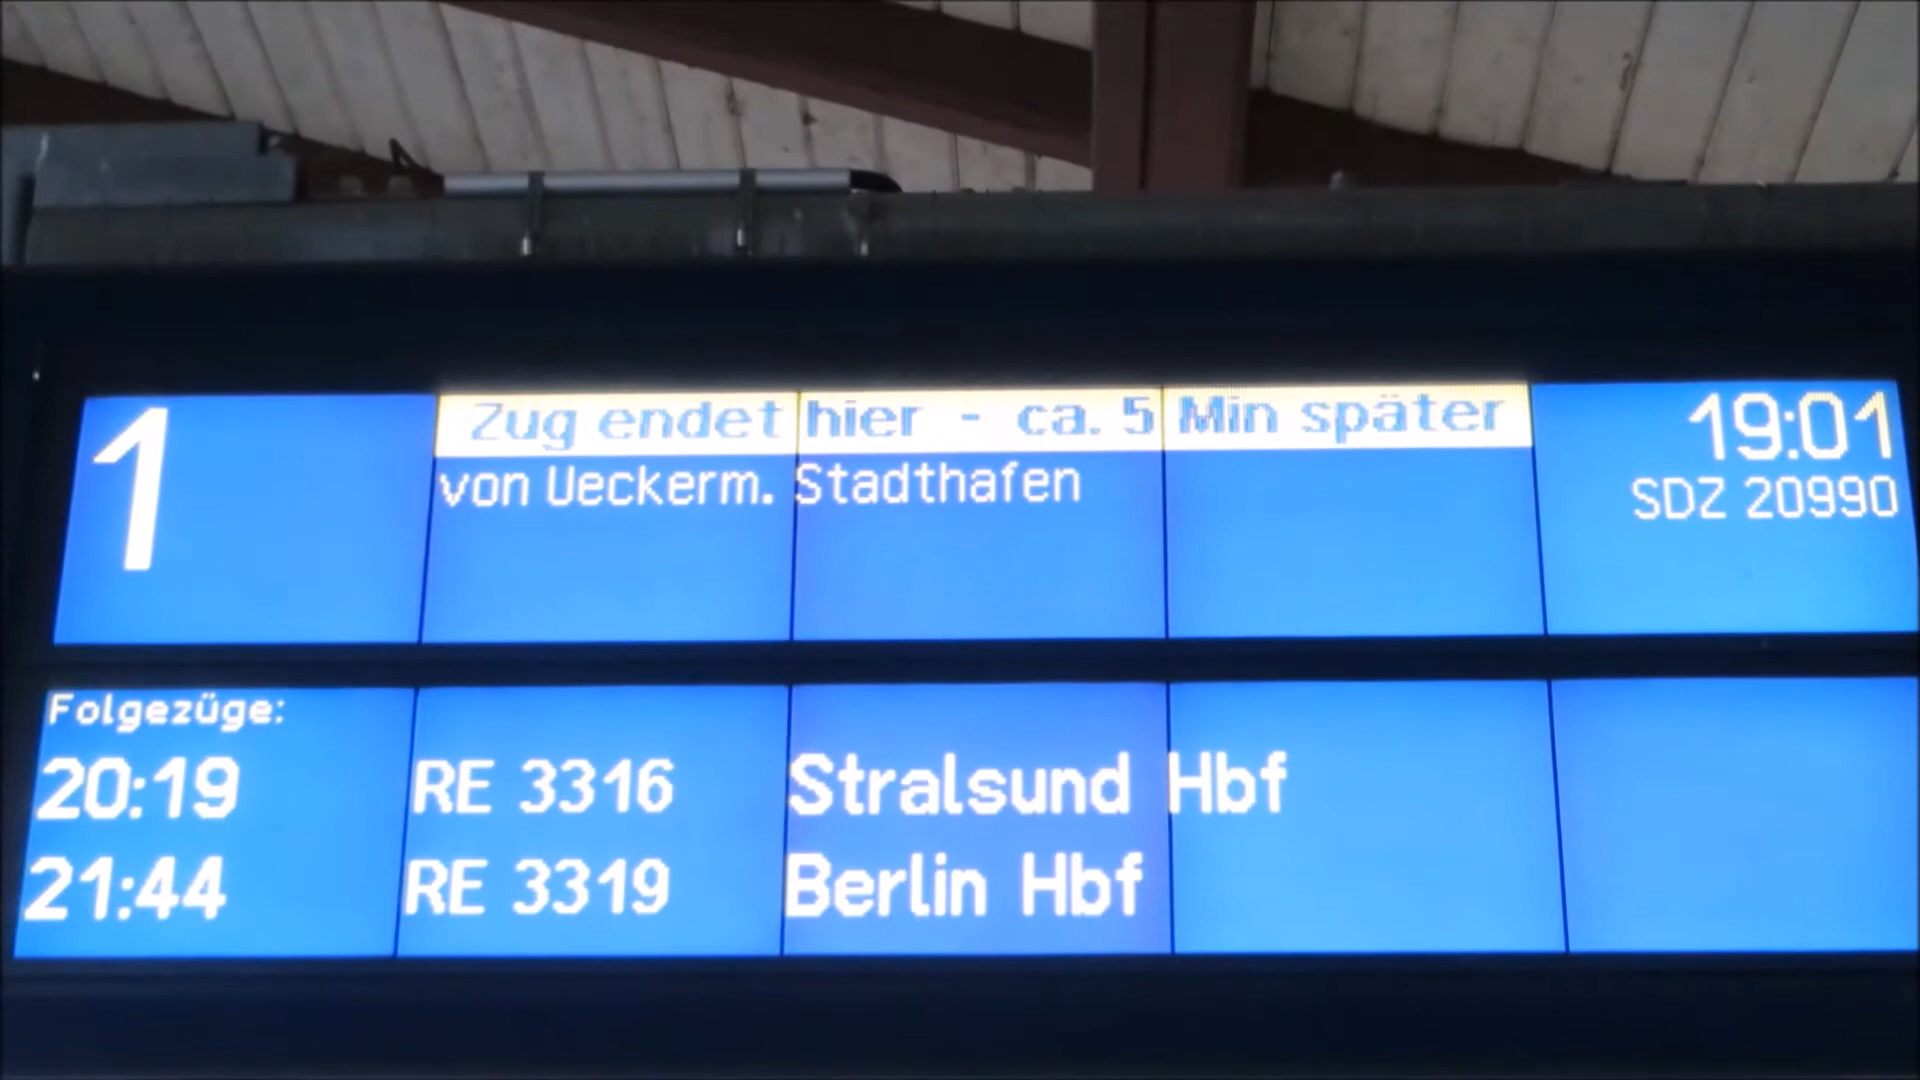 1
Zug endet hier - ca. 5 Min später
19:01
von Ueckerm. Stadthafen
SDZ 20990
Folgezüge:
20:19 RE 3316 Stralsund Hbf
21:44 RE 3319 Berlin Hbf